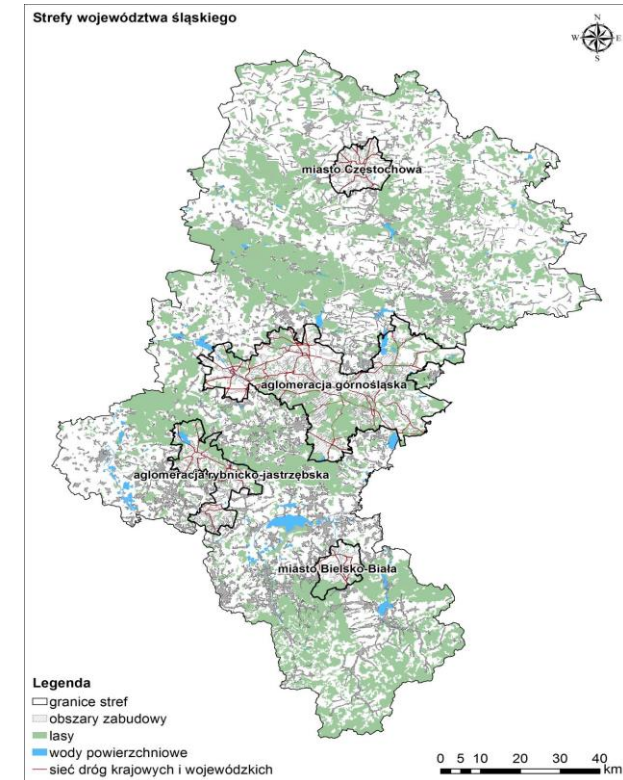 Strefy województwa śląskiego
N
W E
S
miasto Częstochowa
aglomeracja górnośląska
aglomeracja rybnicko-jastrzębska
miasto Bielsko-Biała
Legenda
granice stref
obszary zabudowy
lasy
wody powierzchniowe
sieć dróg krajowych i wojewódzkich
0 5 10 20 30 40
km